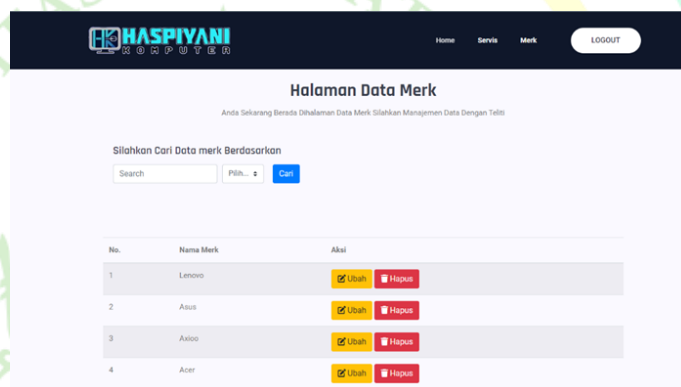 HASPIYANI
KOMPUTER
Home Servis Merk LOGOUT
Halaman Data Merk
Anda Sekarang Berada Dihalaman Data Merk Silahkan Manajemen Data Dengan Teliti
Silahkan Cari Data merk Berdasarkan
Search Pilih... Cari
No. Nama Merk Aksi
1 Lenovo Ubah Hapus
2 Asus Ubah Hapus
3 Axioo Ubah Hapus
4 Acer Ubah Hapus